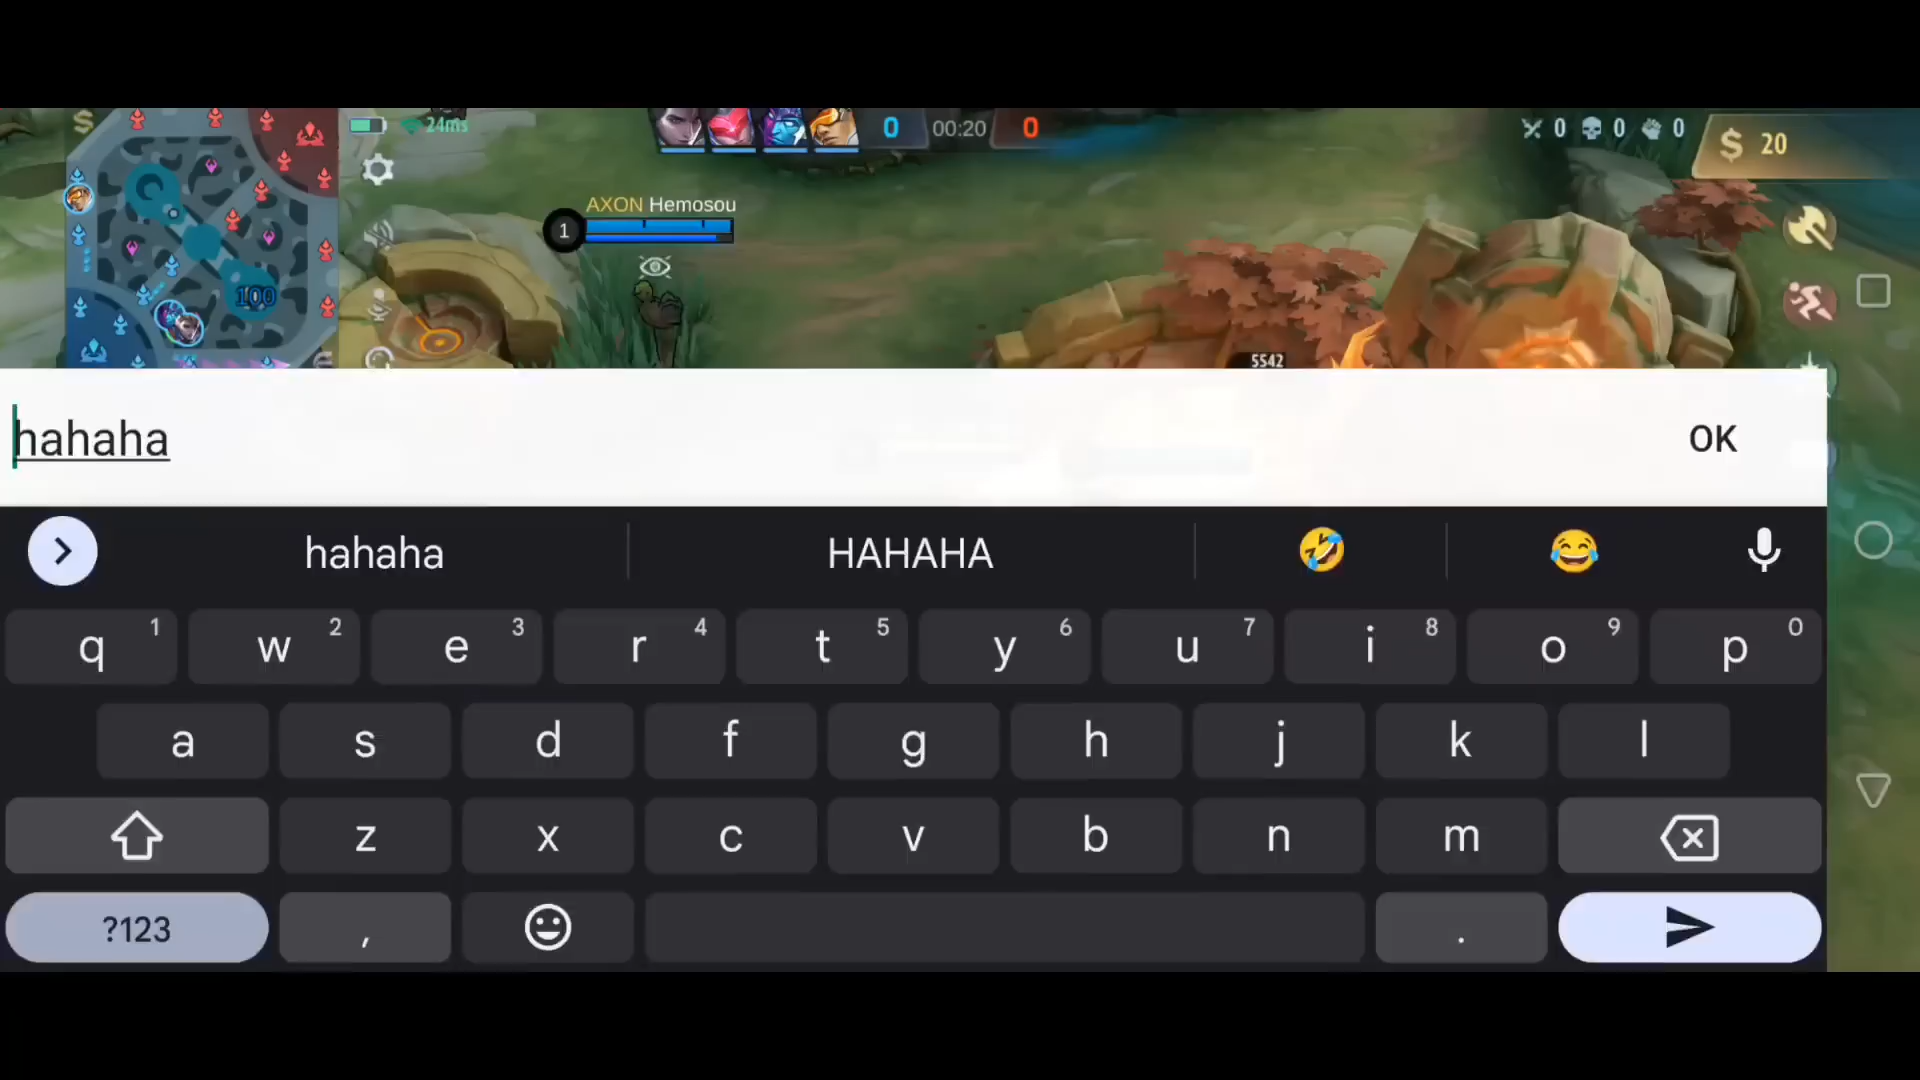 24ms
0 00:20 0
0 0 0
$ 20
AXON Hemosou
1
100
5542
hahaha
OK
hahaha HAHAHA
q 1 w 2 e 3 r 4 t 5 y 6 u 7 i 8 o 9 p 0
a s d f g h j k l
z x c v b n m
?123 , .